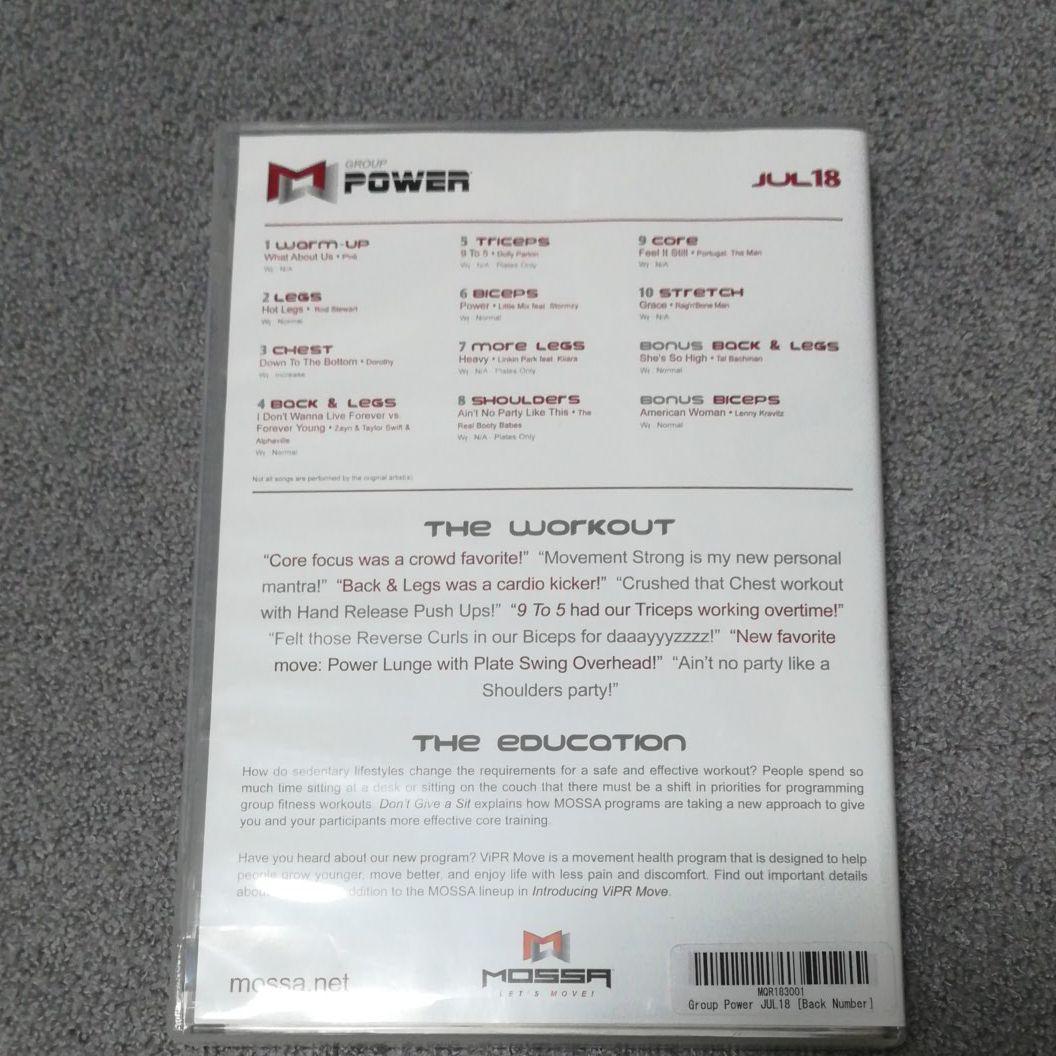 GROUP
POWER
JUL18
1 WARM-UP
What About Us • Pink
Wt: N/A
2 LEGS
Hot Legs • Rod Stewart
Wt: Normal
3 CHEST
Down To The Bottom • Dorothy
Wt: Increase
4 BACK & LEGS
I Don't Wanna Live Forever vs.
Forever Young • Zayn & Taylor Swift &
Alphaville
Wt: Normal
5 TRICEPS
9 To 5 • Dolly Parton
Wt: N/A · Plates Only
6 BICEPS
Power • Little Mix feat. Stormzy
Wt: Normal
7 MORE LEGS
Heavy • Linkin Park feat. Kiiara
Wt: N/A · Plates Only
8 SHOULDERS
Ain't No Party Like This • The
Real Booty Babes
Wt: N/A · Plates Only
9 CORE
Feel It Still • Portugal. The Man
Wt: N/A
10 STRETCH
Grace • Rag'n'Bone Man
Wt: N/A
BONUS BACK & LEGS
She's So High • Tal Bachman
Wt: Normal
BONUS BICEPS
American Woman • Lenny Kravitz
Wt: Normal
Not all songs are performed by the original artist(s)
THE WORKOUT
“Core focus was a crowd favorite!” “Movement Strong is my new personal
mantra!” “Back & Legs was a cardio kicker!” “Crushed that Chest workout
with Hand Release Push Ups!” “9 To 5 had our Triceps working overtime!”
“Felt those Reverse Curls in our Biceps for daaayyyzzzz!” “New favorite
move: Power Lunge with Plate Swing Overhead!” “Ain't no party like a
Shoulders party!”
THE EDUCATION
How do sedentary lifestyles change the requirements for a safe and effective workout? People spend so
much time sitting at a desk or sitting on the couch that there must be a shift in priorities for programming
group fitness workouts. Don't Give a Sit explains how MOSSA programs are taking a new approach to give
you and your participants more effective core training.
Have you heard about our new program? ViPR Move is a movement health program that is designed to help
people grow younger, move better, and enjoy life with less pain and discomfort. Find out important details
addition to the MOSSA lineup in Introducing ViPR Move.
mossa.net
MOSSA
LET'S MOVE!
MQR183001
Group Power JUL18 [Back Number]